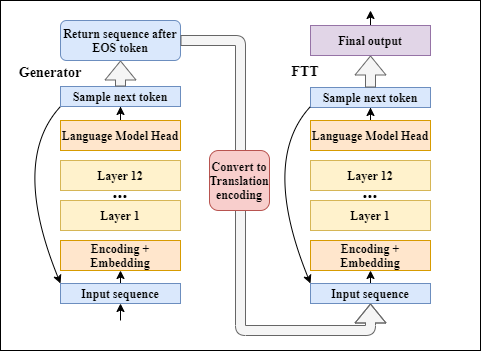 Return sequence after
EOS token
Generator
Sample next token
Language Model Head
Layer 12
...
Layer 1
Encoding +
Embedding
Input sequence
Convert to
Translation
encoding
Final output
FTT
Sample next token
Language Model Head
Layer 12
...
Layer 1
Encoding +
Embedding
Input sequence